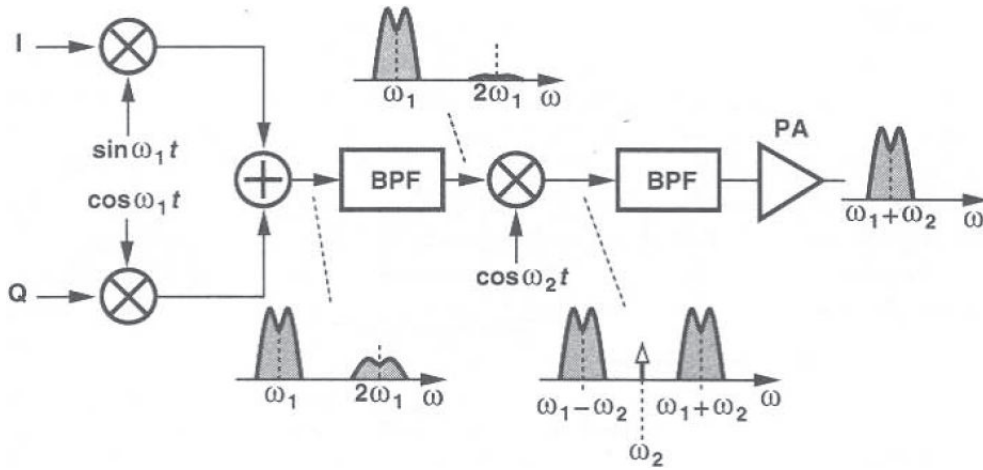 I
sin ω₁t
cos ω₁t
Q
ω₁ 2ω₁ ω
BPF
cos ω₂t
BPF
PA
ω₁+ω₂ ω
ω₁ 2ω₁ ω
ω₁−ω₂ ω₁+ω₂ ω
ω₂